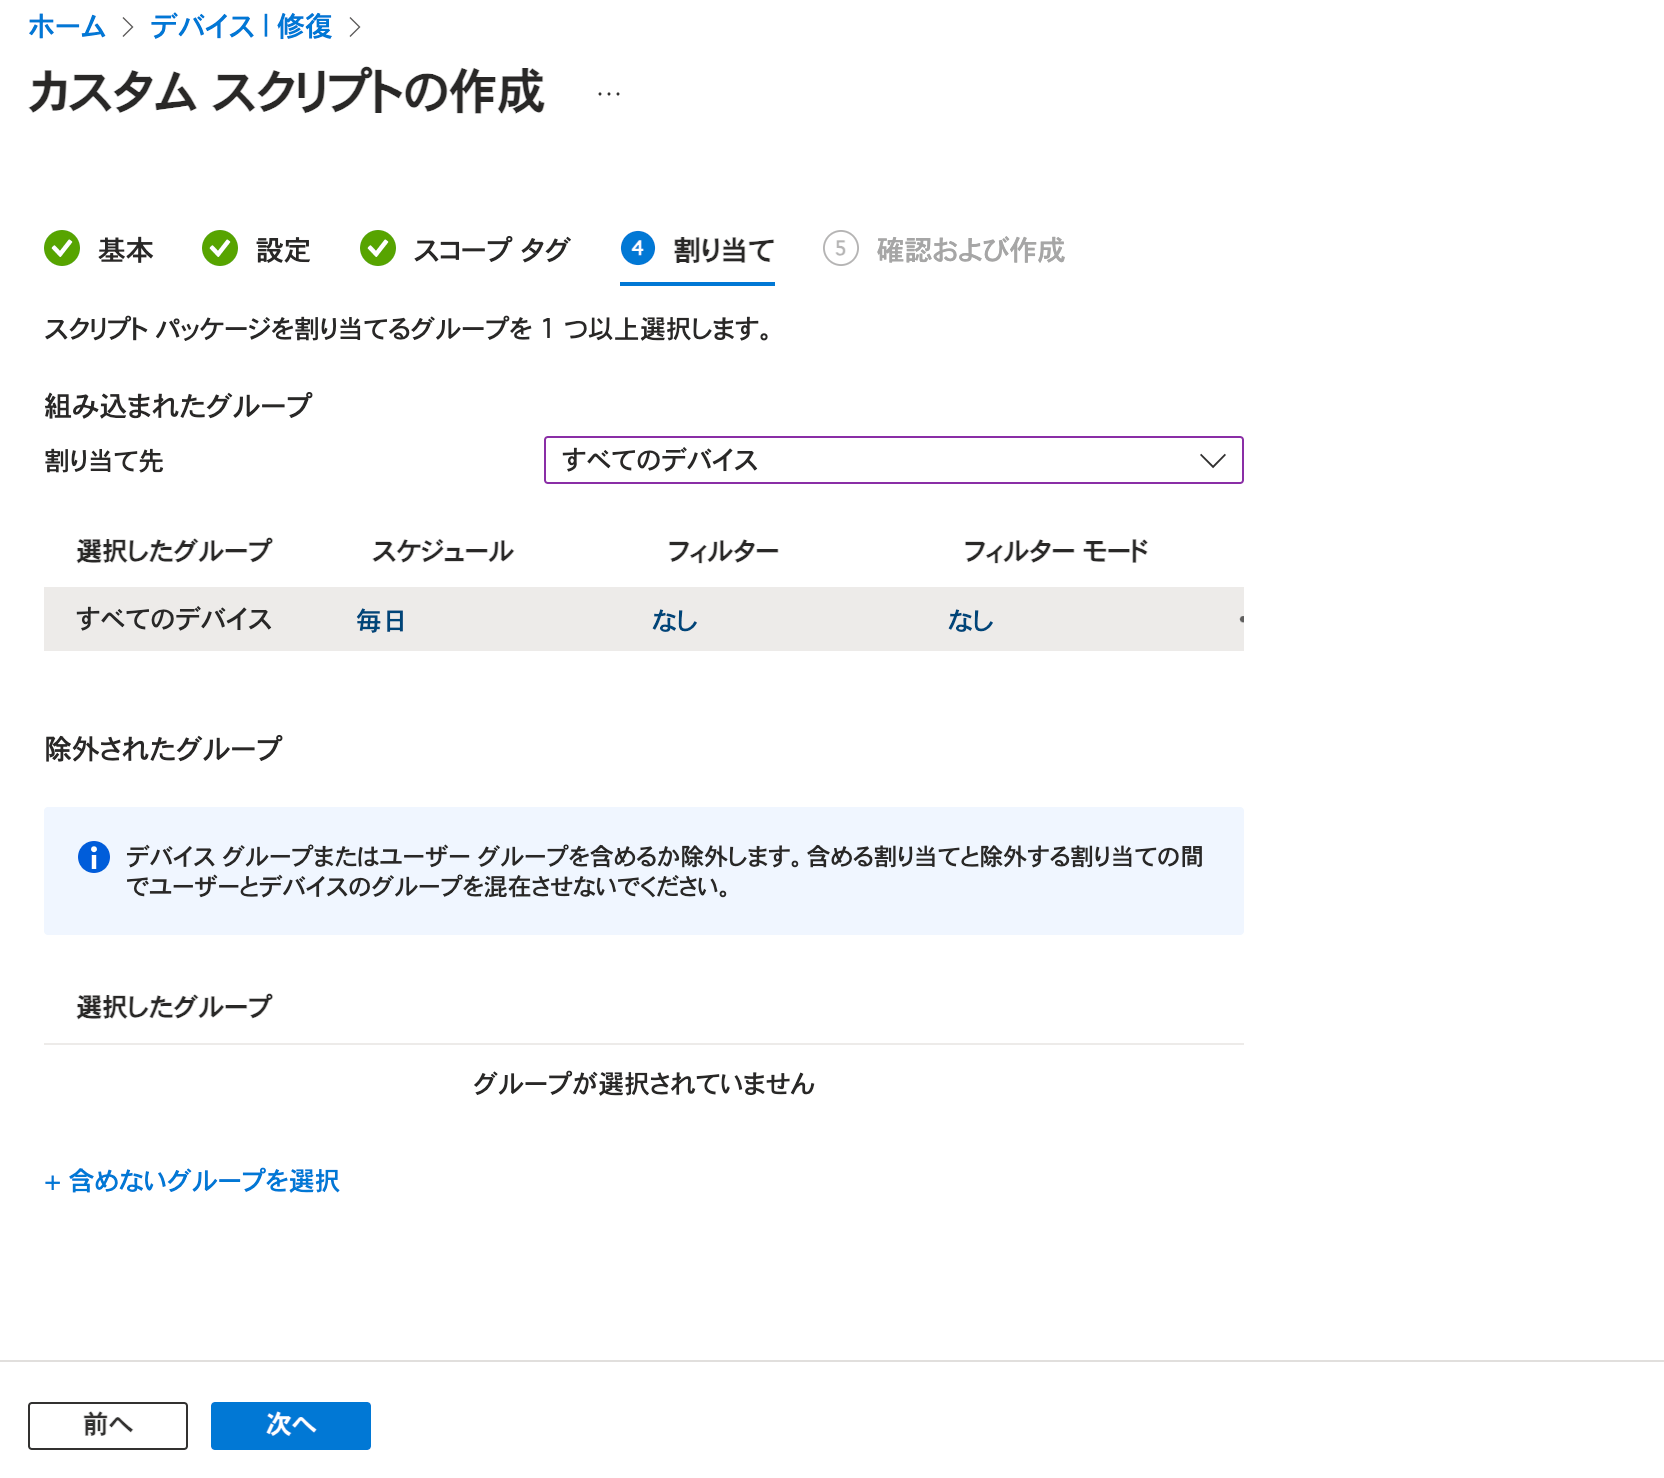 ホーム > デバイス | 修復 >
カスタム スクリプトの作成 …
基本 設定 スコープ タグ 4 割り当て 5 確認および作成
スクリプト パッケージを割り当てるグループを 1 つ以上選択します。
組み込まれたグループ
割り当て先 すべてのデバイス
選択したグループ スケジュール フィルター フィルター モード
すべてのデバイス 毎日 なし なし
除外されたグループ
デバイス グループまたはユーザー グループを含めるか除外します。含める割り当てと除外する割り当ての間
でユーザーとデバイスのグループを混在させないでください。
選択したグループ
グループが選択されていません
+ 含めないグループを選択
前へ 次へ